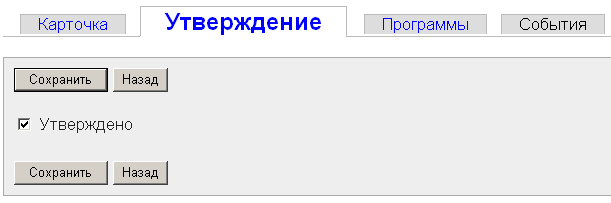 Карточка Утверждение Программы События
Сохранить Назад
Утверждено
Сохранить Назад